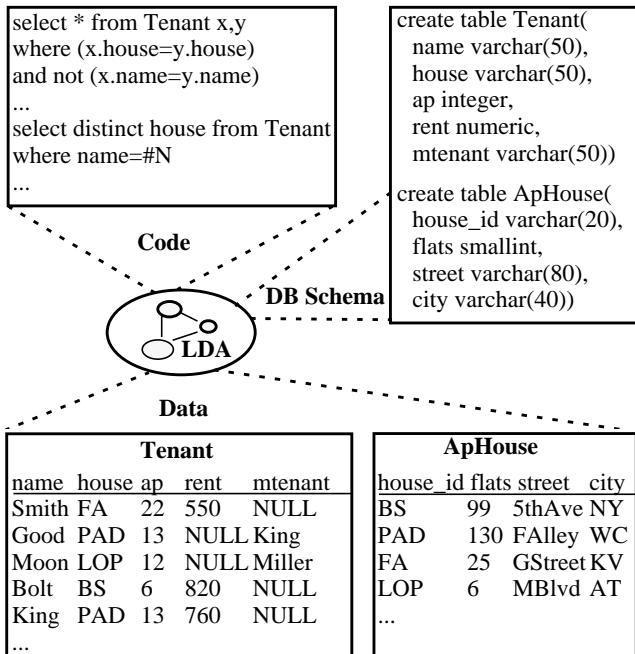 select * from Tenant x,y
where (x.house=y.house)
and not (x.name=y.name)
...
select distinct house from Tenant
where name=#N
...
create table Tenant(
name varchar(50),
house varchar(50),
ap integer,
rent numeric,
mtenant varchar(50))
create table ApHouse(
house_id varchar(20),
flats smallint,
street varchar(80),
city varchar(40))
Code
DB Schema
LDA
Data
Tenant
name house ap rent mtenant
Smith FA 22 550 NULL
Good PAD 13 NULL King
Moon LOP 12 NULL Miller
Bolt BS 6 820 NULL
King PAD 13 760 NULL
...
ApHouse
house_id flats street city
BS 99 5thAve NY
PAD 130 FAlley WC
FA 25 GStreet KV
LOP 6 MBlvd AT
...